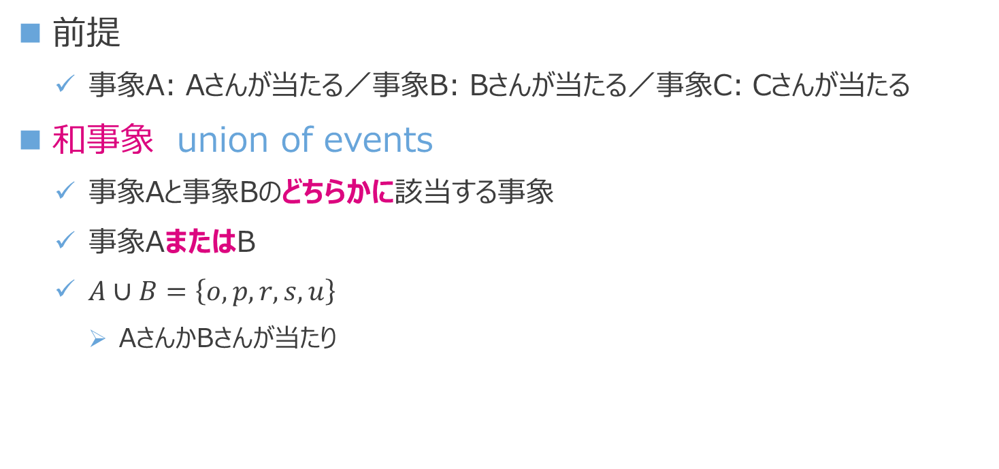 前提
事象A: Aさんが当たる／事象B: Bさんが当たる／事象C: Cさんが当たる
和事象 union of events
事象Aと事象Bのどちらかに該当する事象
事象AまたはB
A ∪ B = {o, p, r, s, u}
AさんかBさんが当たり